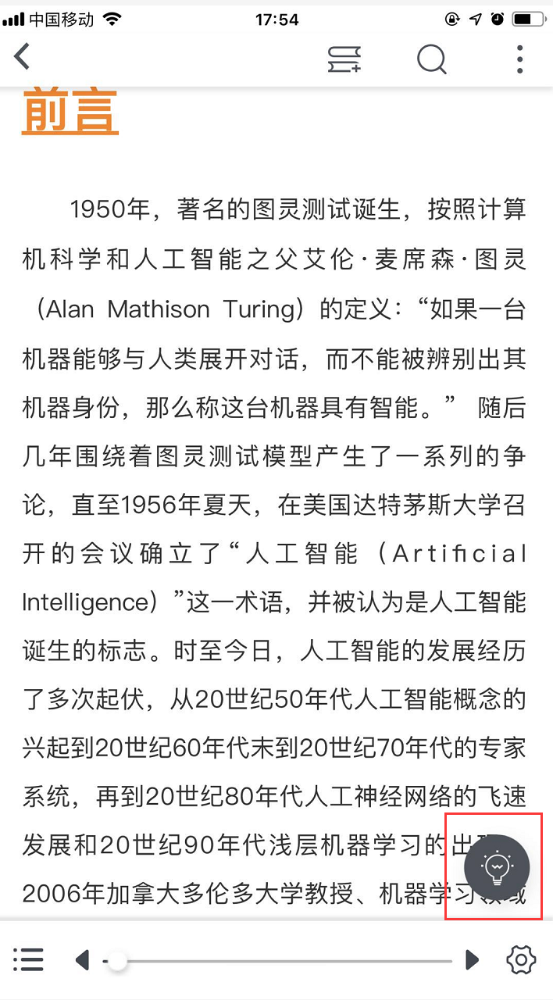 中国移动 17:54
前言
1950年，著名的图灵测试诞生，按照计算
机科学和人工智能之父艾伦·麦席森·图灵
（Alan Mathison Turing）的定义：“如果一台
机器能够与人类展开对话，而不能被辨别出其
机器身份，那么称这台机器具有智能。” 随后
几年围绕着图灵测试模型产生了一系列的争
论，直至1956年夏天，在美国达特茅斯大学召
开的会议确立了“人工智能（Artificial
Intelligence）”这一术语，并被认为是人工智能
诞生的标志。时至今日，人工智能的发展经历
了多次起伏，从20世纪50年代人工智能概念的
兴起到20世纪60年代末到20世纪70年代的专家
系统，再到20世纪80年代人工神经网络的飞速
发展和20世纪90年代浅层机器学习的出
2006年加拿大多伦多大学教授、机器学习领域